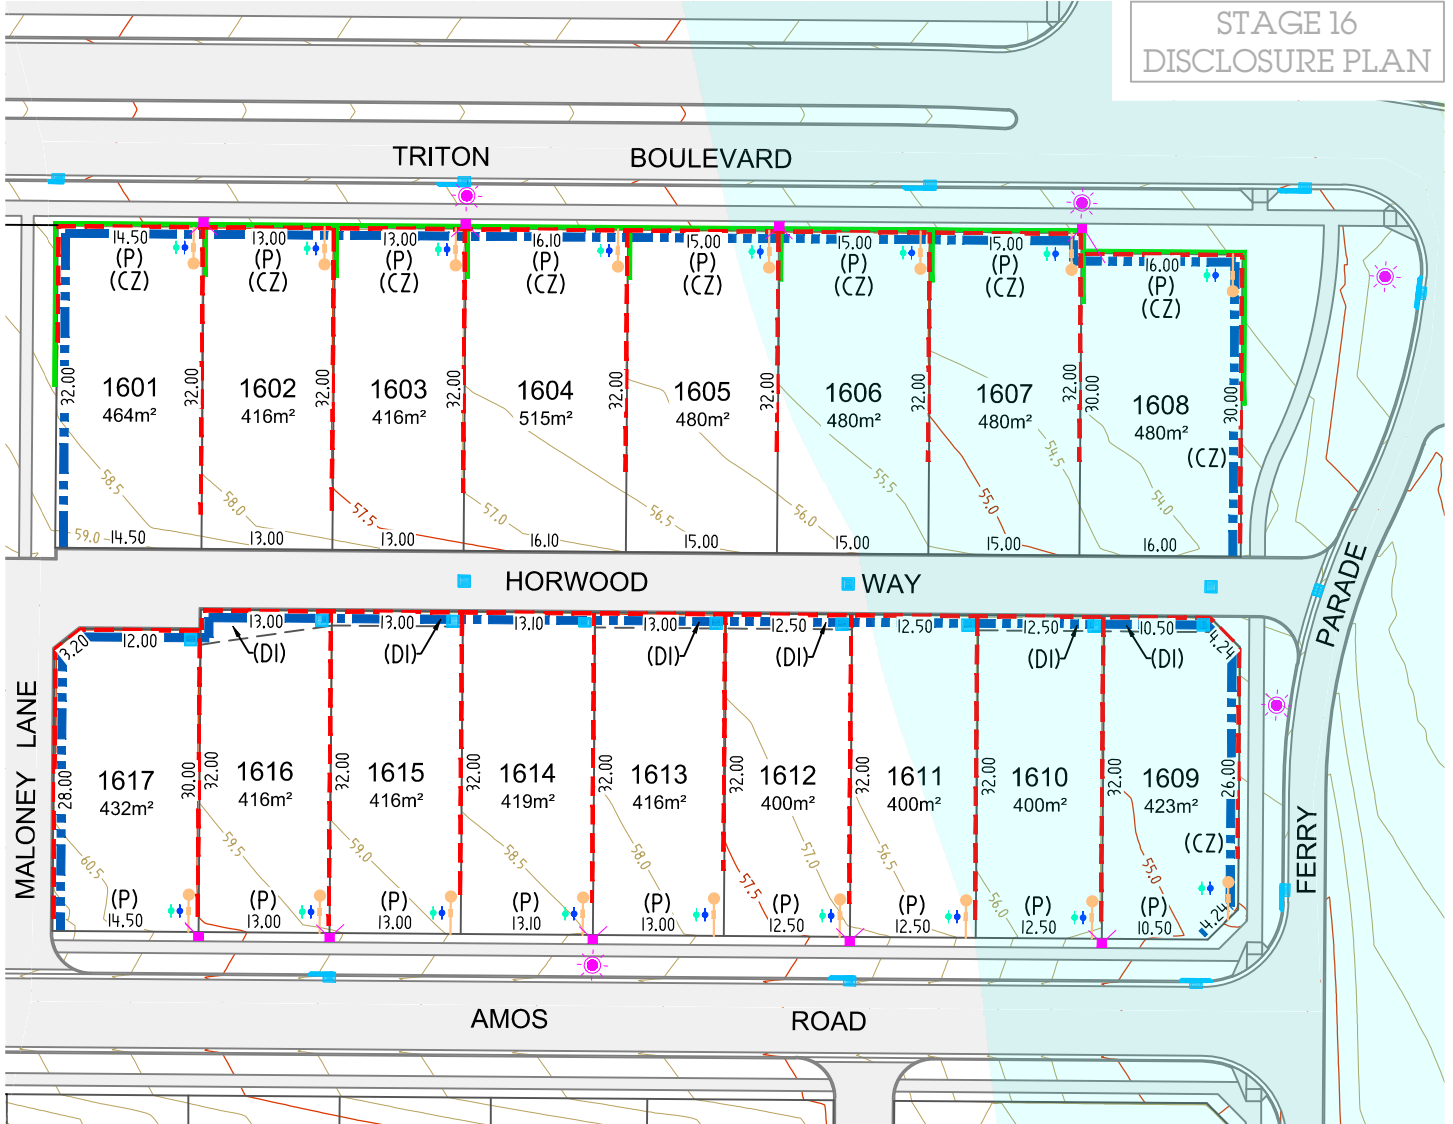 STAGE 16
DISCLOSURE PLAN
TRITON BOULEVARD
14.50 13.00 13.00 16.10 15.00 15.00 15.00 16.00
(P) (P) (P) (P) (P) (P) (P) (P)
(CZ) (CZ) (CZ) (CZ) (CZ) (CZ) (CZ) (CZ)
32.00 32.00 32.00 32.00 32.00 32.00 32.00 32.00 30.00 30.00
1601 1602 1603 1604 1605 1606 1607 1608
464m² 416m² 416m² 515m² 480m² 480m² 480m² 480m²
(CZ)
59.0 58.5 58.0 57.5 57.0 56.5 56.0 55.5 55.0 54.5 54.0
14.50 13.00 13.00 16.10 15.00 15.00 15.00 16.00
HORWOOD WAY
3.20 12.00 13.00 13.00 13.10 13.00 12.50 12.50 12.50 10.50 4.24
(DI) (DI) (DI) (DI) (DI) (DI)
28.00 30.00 32.00 32.00 32.00 32.00 32.00 32.00 32.00 32.00 26.00
1617 1616 1615 1614 1613 1612 1611 1610 1609
432m² 416m² 416m² 419m² 416m² 400m² 400m² 400m² 423m²
(CZ)
60.5 59.5 59.0 58.5 58.0 57.5 57.0 56.5 56.0 55.0
(P) (P) (P) (P) (P) (P) (P) (P) (P)
14.50 13.00 13.00 13.10 13.00 12.50 12.50 12.50 10.50 4.24
MALONEY LANE
FERRY PARADE
AMOS ROAD